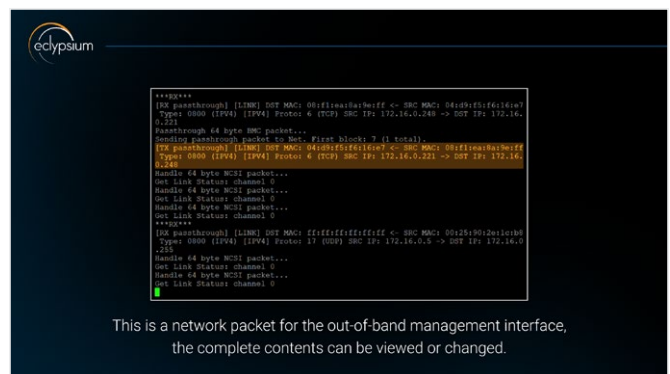 eclypsium
***RX***
[RX passthrough] [LINK] DST MAC: 08:f1:ea:8a:9e:ff <- SRC MAC: 04:d9:f5:f6:16:e7
Type: 0800 (IPV4) [IPV4] Proto: 6 (TCP) SRC IP: 172.16.0.248 -> DST IP: 172.16.
0.221
Passthrough 64 byte BMC packet...
Sending passhrough packet to Net. First block: 7 (1 total).
[TX passthrough] [LINK] DST MAC: 04:d9:f5:f6:16:e7 <- SRC MAC: 08:f1:ea:8a:9e:ff
Type: 0800 (IPV4) [IPV4] Proto: 6 (TCP) SRC IP: 172.16.0.221 -> DST IP: 172.16.
0.248
Handle 64 byte NCSI packet...
Get Link Status: channel 0
Handle 64 byte NCSI packet...
Get Link Status: channel 0
Handle 64 byte NCSI packet...
Get Link Status: channel 0
***RX***
[RX passthrough] [LINK] DST MAC: ff:ff:ff:ff:ff:ff <- SRC MAC: 00:25:90:2e:1c:b8
Type: 0800 (IPV4) [IPV4] Proto: 17 (UDP) SRC IP: 172.16.0.5 -> DST IP: 172.16.0
.255
Handle 64 byte NCSI packet...
Get Link Status: channel 0
Handle 64 byte NCSI packet...
Get Link Status: channel 0
This is a network packet for the out-of-band management interface,
the complete contents can be viewed or changed.